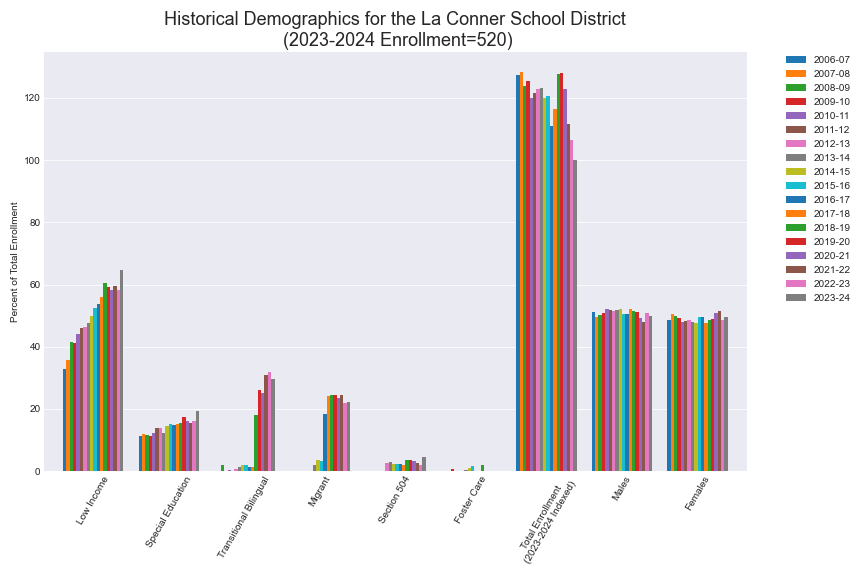 Historical Demographics for the La Conner School District
(2023-2024 Enrollment=520)
Percent of Total Enrollment
120
100
80
60
40
20
0
Low Income
Special Education
Transitional Bilingual
Migrant
Section 504
Foster Care
Total Enrollment
(2023-2024 Indexed)
Males
Females
2006-07
2007-08
2008-09
2009-10
2010-11
2011-12
2012-13
2013-14
2014-15
2015-16
2016-17
2017-18
2018-19
2019-20
2020-21
2021-22
2022-23
2023-24